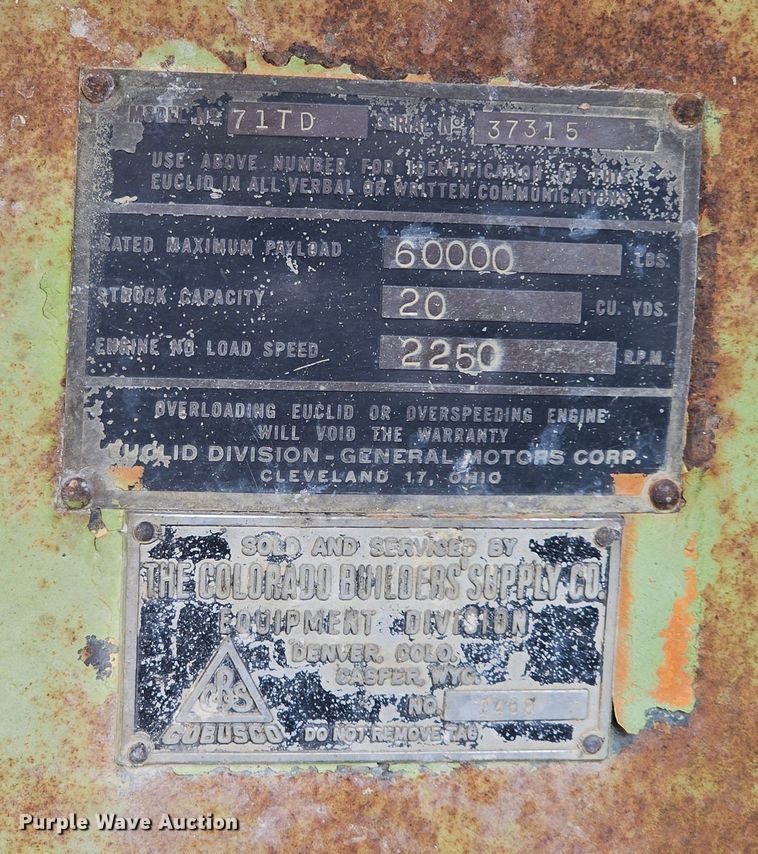 MODEL No 71TD SERIAL No 37315
USE ABOVE NUMBER FOR IDENTIFICATION OF THIS
EUCLID IN ALL VERBAL OR WRITTEN COMMUNICATIONS
RATED MAXIMUM PAYLOAD 60000 LBS.
STRUCK CAPACITY 20 CU. YDS.
ENGINE NO LOAD SPEED 2250 R.P.M.
OVERLOADING EUCLID OR OVERSPEEDING ENGINE
WILL VOID THE WARRANTY
EUCLID DIVISION - GENERAL MOTORS CORP.
CLEVELAND 17, OHIO
SOLD AND SERVICED BY
THE COLORADO BUILDERS' SUPPLY CO.
EQUIPMENT DIVISION
DENVER, COLO.
CASPER, WYO.
NO.
CBS
COBUSCO DO NOT REMOVE TAG
Purple Wave Auction